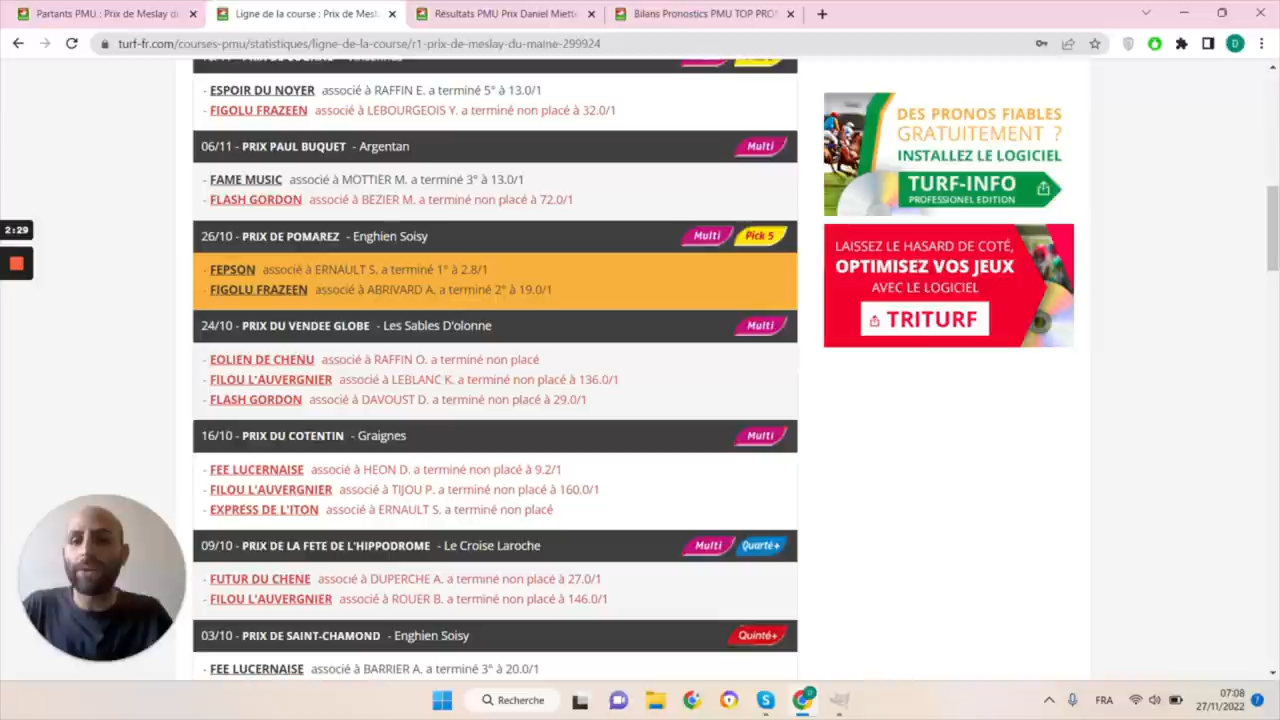 Partants PMU : Prix de Meslay d
Ligne de la course : Prix de Mes
Résultats PMU Prix Daniel Miett
Bilans Pronostics PMU TOP PRO
turf-fr.com/courses-pmu/statistiques/ligne-de-la-course/r1-prix-de-meslay-du-maine-299924
D
- ESPOIR DU NOYER associé à RAFFIN E. a terminé 5° à 13.0/1
- FIGOLU FRAZEEN associé à LEBOURGEOIS Y. a terminé non placé à 32.0/1
06/11 - PRIX PAUL BUQUET - Argentan Multi
- FAME MUSIC associé à MOTTIER M. a terminé 3° à 13.0/1
- FLASH GORDON associé à BEZIER M. a terminé non placé à 72.0/1
26/10 - PRIX DE POMAREZ - Enghien Soisy Multi Pick 5
- FEPSON associé à ERNAULT S. a terminé 1° à 2.8/1
- FIGOLU FRAZEEN associé à ABRIVARD A. a terminé 2° à 19.0/1
24/10 - PRIX DU VENDEE GLOBE - Les Sables D'olonne Multi
- EOLIEN DE CHENU associé à RAFFIN O. a terminé non placé
- FILOU L'AUVERGNIER associé à LEBLANC K. a terminé non placé à 136.0/1
- FLASH GORDON associé à DAVOUST D. a terminé non placé à 29.0/1
16/10 - PRIX DU COTENTIN - Graignes Multi
- FEE LUCERNAISE associé à HEON D. a terminé non placé à 9.2/1
- FILOU L'AUVERGNIER associé à TIJOU P. a terminé non placé à 160.0/1
- EXPRESS DE L'ITON associé à ERNAULT S. a terminé non placé
09/10 - PRIX DE LA FETE DE L'HIPPODROME - Le Croise Laroche Multi Quarté+
- FUTUR DU CHENE associé à DUPERCHE A. a terminé non placé à 27.0/1
- FILOU L'AUVERGNIER associé à ROUER B. a terminé non placé à 146.0/1
03/10 - PRIX DE SAINT-CHAMOND - Enghien Soisy Quinté+
- FEE LUCERNAISE associé à BARRIER A. a terminé 3° à 20.0/1
DES PRONOS FIABLES
GRATUITEMENT ?
INSTALLEZ LE LOGICIEL
TURF-INFO
PROFESSIONEL EDITION
LAISSEZ LE HASARD DE COTÉ,
OPTIMISEZ VOS JEUX
AVEC LE LOGICIEL
TRITURF
2:29
Recherche
FRA
07:08
27/11/2022